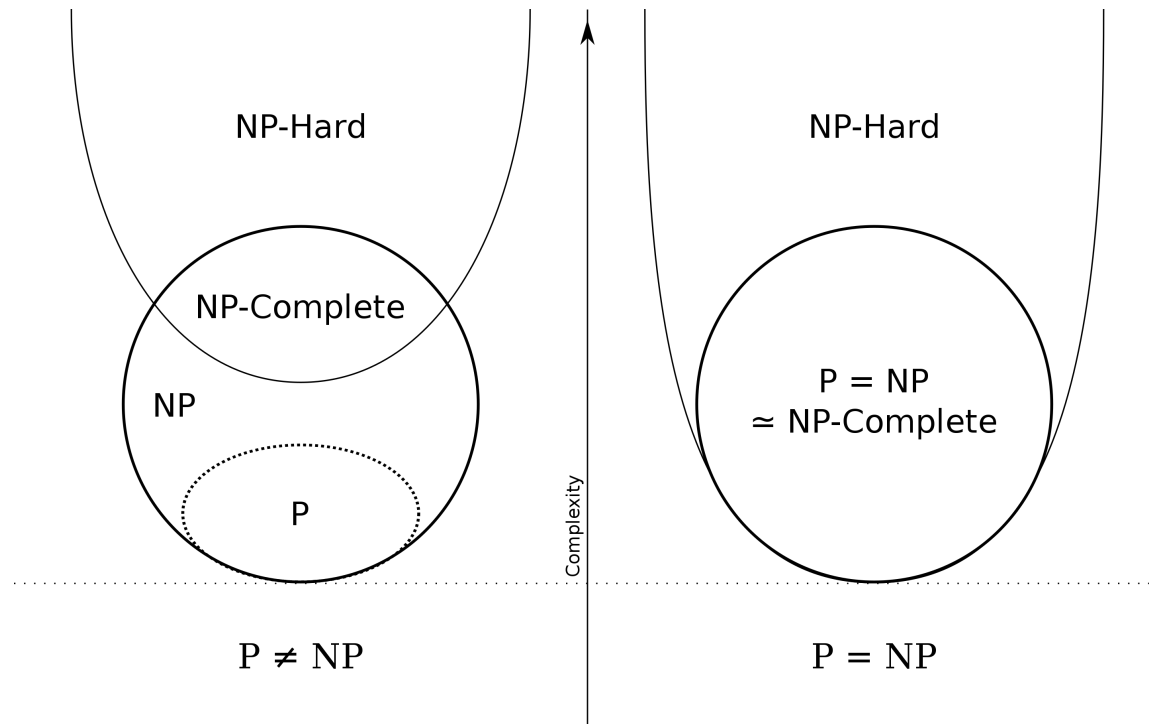 NP-Hard
NP-Complete
NP
P
P ≠ NP
Complexity
NP-Hard
P = NP
≃ NP-Complete
P = NP